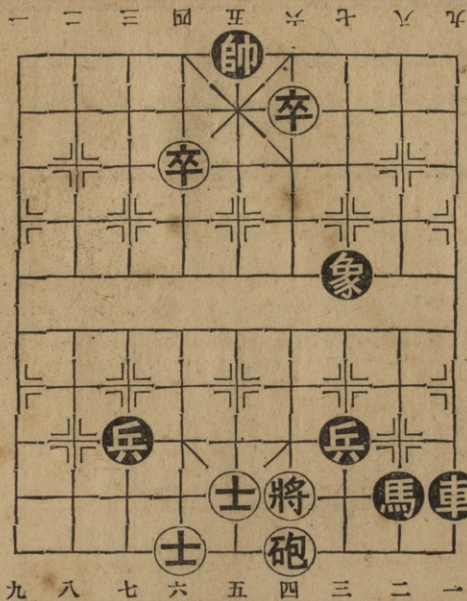 一 二 三 四 五 六 七 八 九
帥
卒
卒
象
兵 兵
士 將 馬 車
士 砲
九 八 七 六 五 四 三 二 一